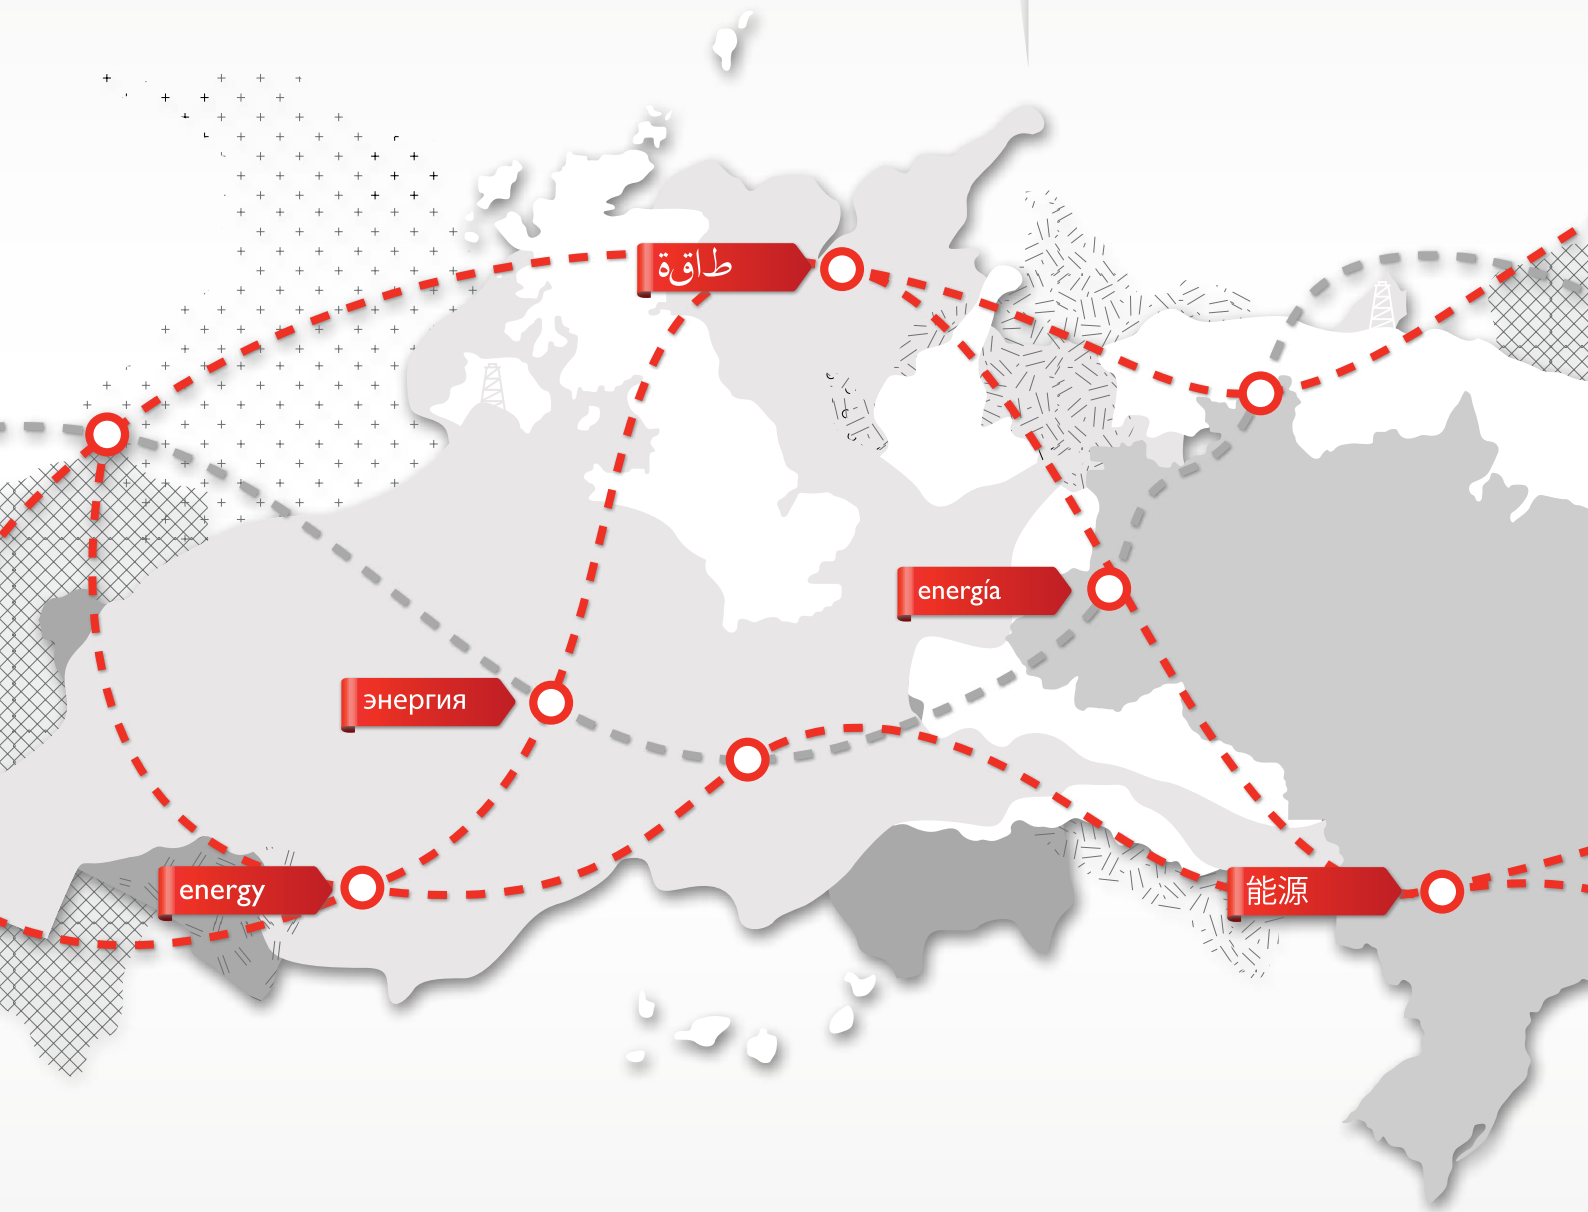 طاقة
energía
энергия
energy
能源